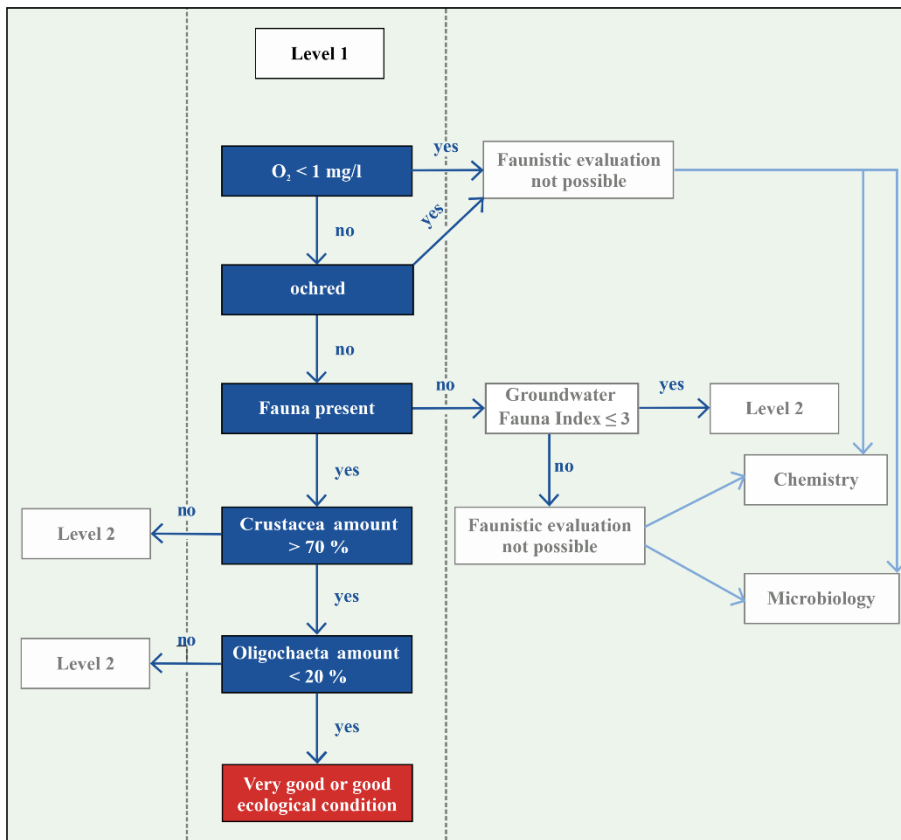 Level 1
O₂ < 1 mg/l
yes
Faunistic evaluation
not possible
no
yes
ochred
no
Fauna present
no
Groundwater
Fauna Index ≤ 3
yes
Level 2
yes
no
Chemistry
Level 2
no
Crustacea amount
> 70 %
Faunistic evaluation
not possible
yes
Microbiology
Level 2
no
Oligochaeta amount
< 20 %
yes
Very good or good
ecological condition